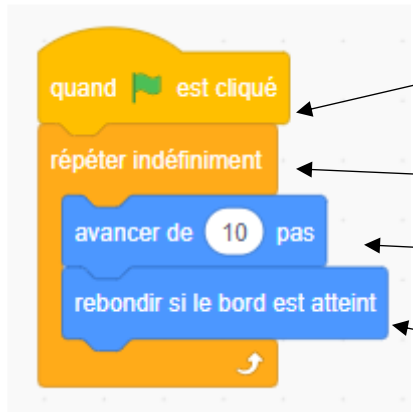 quand est cliqué
répéter indéfiniment
avancer de 10 pas
rebondir si le bord est atteint